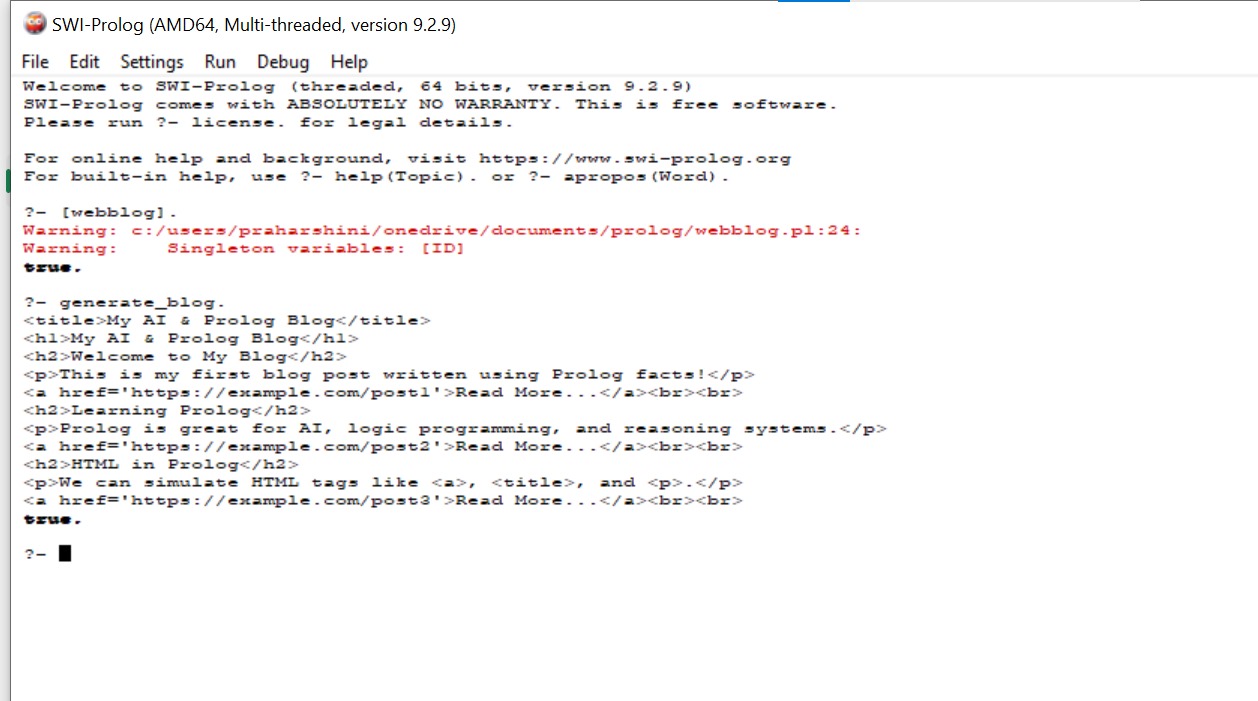 SWI-Prolog (AMD64, Multi-threaded, version 9.2.9)
File Edit Settings Run Debug Help
Welcome to SWI-Prolog (threaded, 64 bits, version 9.2.9)
SWI-Prolog comes with ABSOLUTELY NO WARRANTY. This is free software.
Please run ?- license. for legal details.
For online help and background, visit https://www.swi-prolog.org
For built-in help, use ?- help(Topic). or ?- apropos(Word).
?- [webblog].
Warning: c:/users/praharshini/onedrive/documents/prolog/webblog.pl:24:
Warning:    Singleton variables: [ID]
true.
?- generate_blog.
<title>My AI & Prolog Blog</title>
<h1>My AI & Prolog Blog</h1>
<h2>Welcome to My Blog</h2>
<p>This is my first blog post written using Prolog facts!</p>
<a href='https://example.com/post1'>Read More...</a><br><br>
<h2>Learning Prolog</h2>
<p>Prolog is great for AI, logic programming, and reasoning systems.</p>
<a href='https://example.com/post2'>Read More...</a><br><br>
<h2>HTML in Prolog</h2>
<p>We can simulate HTML tags like <a>, <title>, and <p>.</p>
<a href='https://example.com/post3'>Read More...</a><br><br>
true.
?-